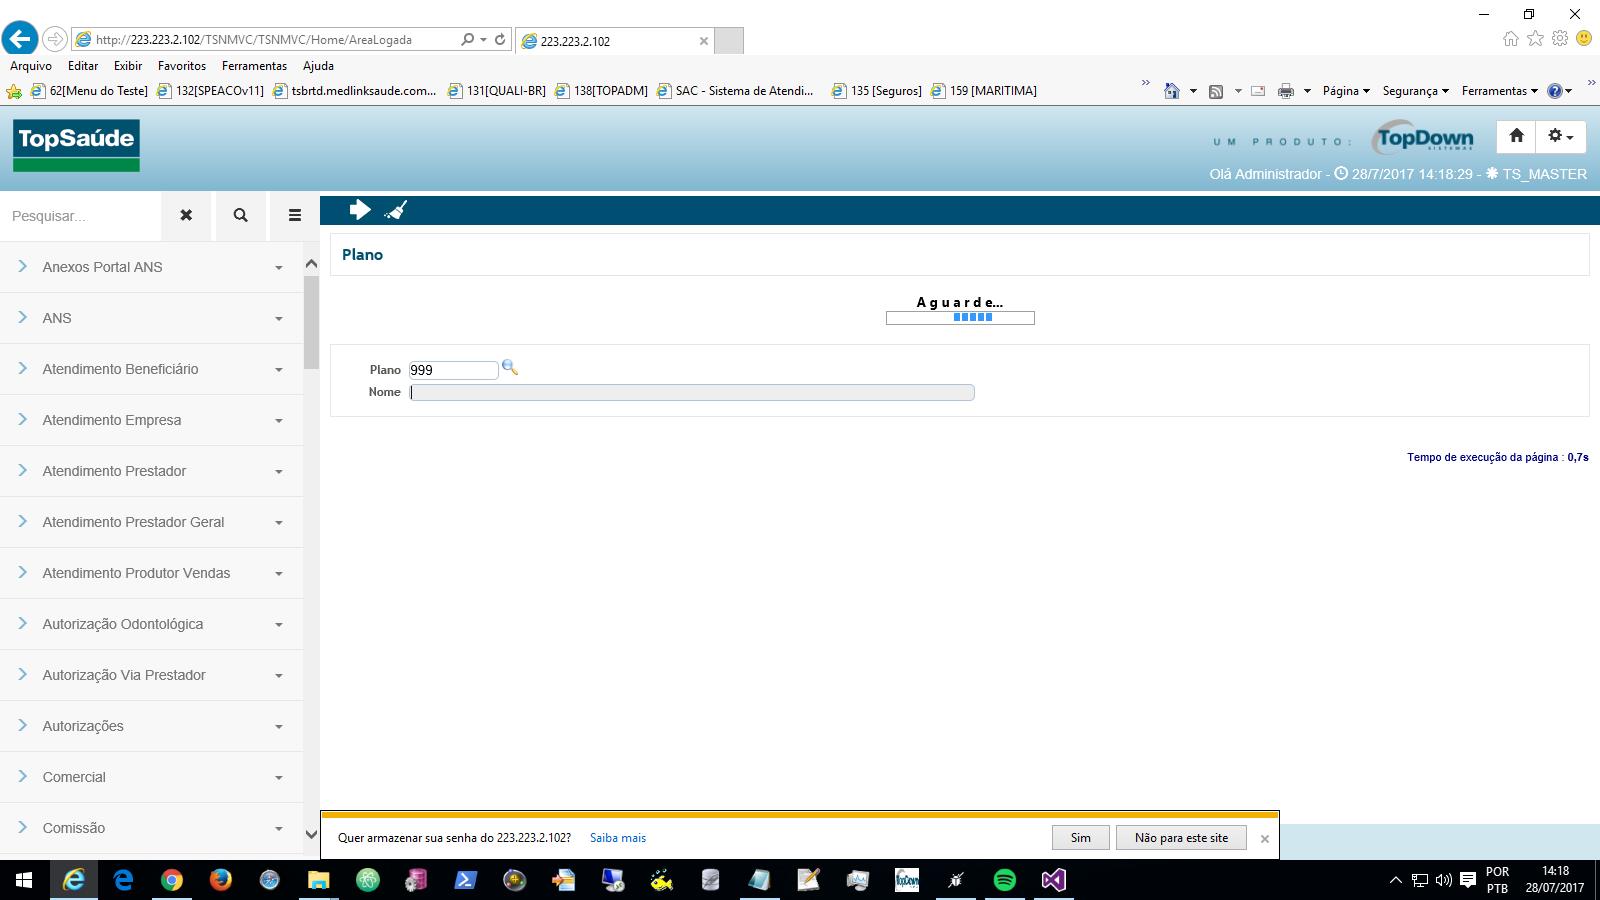 http://223.223.2.102/TSNMVC/TSNMVC/Home/AreaLogada
223.223.2.102
Arquivo Editar Exibir Favoritos Ferramentas Ajuda
62[Menu do Teste] 132[SPEACOv11] tsbrtd.medlinksaude.com... 131[QUALI-BR] 138[TOPADM] SAC - Sistema de Atendi... 135 [Seguros] 159 [MARITIMA] Página Segurança Ferramentas
TopSaúde
UM PRODUTO: TopDown
SISTEMAS
Olá Administrador - 28/7/2017 14:18:29 - TS_MASTER
Pesquisar...
Plano
Anexos Portal ANS
ANS
Atendimento Beneficiário
Atendimento Empresa
Atendimento Prestador
Atendimento Prestador Geral
Atendimento Produtor Vendas
Autorização Odontológica
Autorização Via Prestador
Autorizações
Comercial
Comissão
Aguarde...
Plano 999
Nome
Tempo de execução da página : 0,7s
Quer armazenar sua senha do 223.223.2.102? Saiba mais Sim Não para este site
TopDown
POR
PTB
14:18
28/07/2017